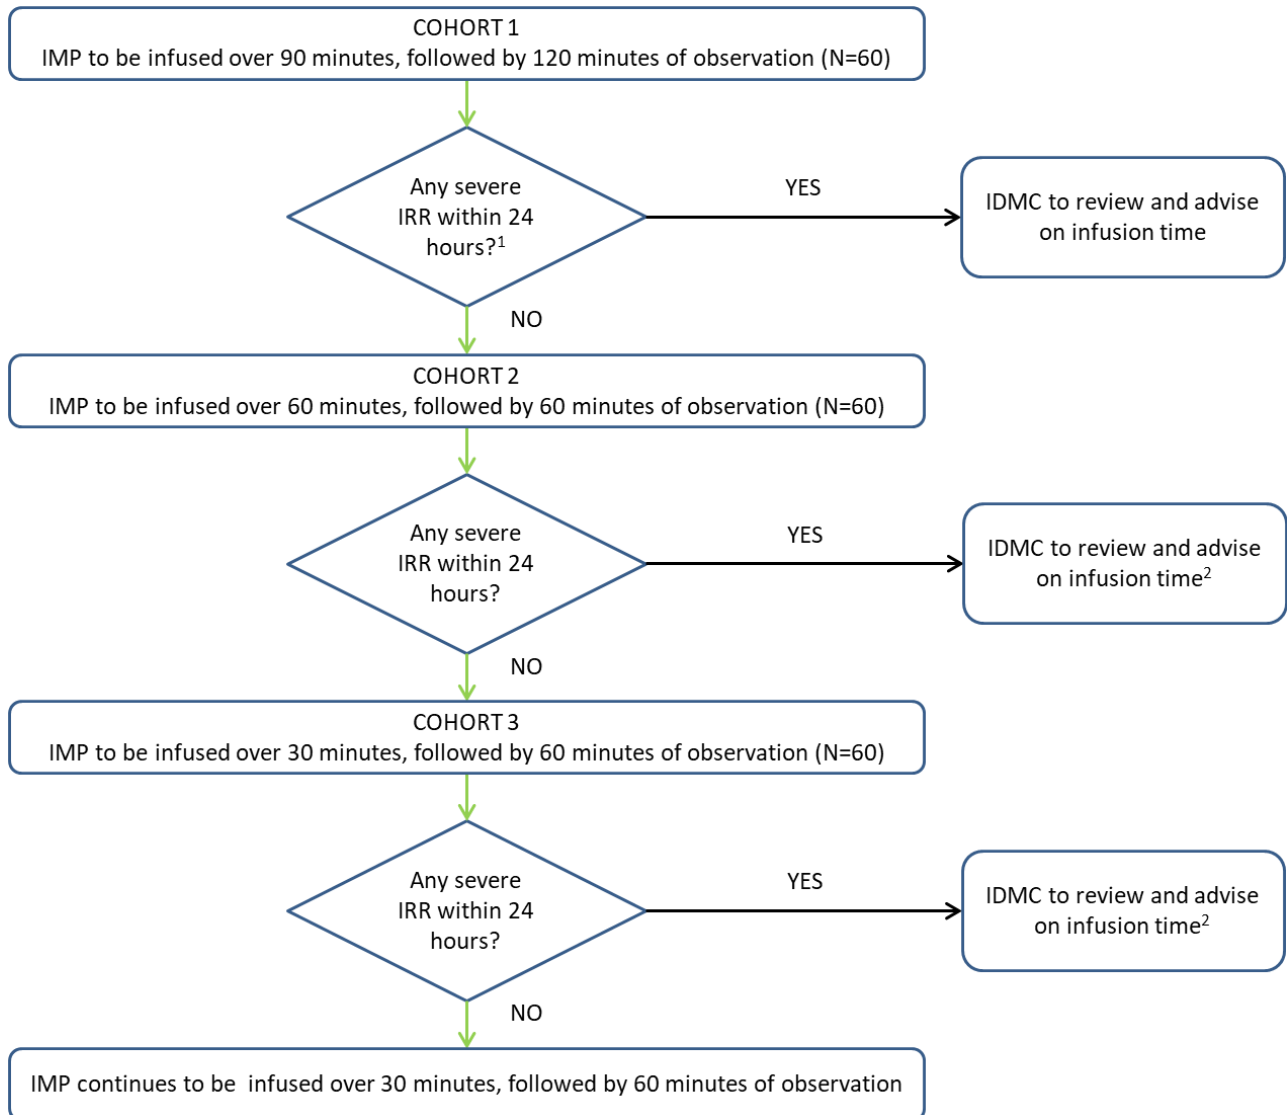 COHORT 1
IMP to be infused over 90 minutes, followed by 120 minutes of observation (N=60)
Any severe
IRR within 24
hours?¹
YES
IDMC to review and advise
on infusion time
NO
COHORT 2
IMP to be infused over 60 minutes, followed by 60 minutes of observation (N=60)
Any severe
IRR within 24
hours?
YES
IDMC to review and advise
on infusion time²
NO
COHORT 3
IMP to be infused over 30 minutes, followed by 60 minutes of observation (N=60)
Any severe
IRR within 24
hours?
YES
IDMC to review and advise
on infusion time²
NO
IMP continues to be  infused over 30 minutes, followed by 60 minutes of observation